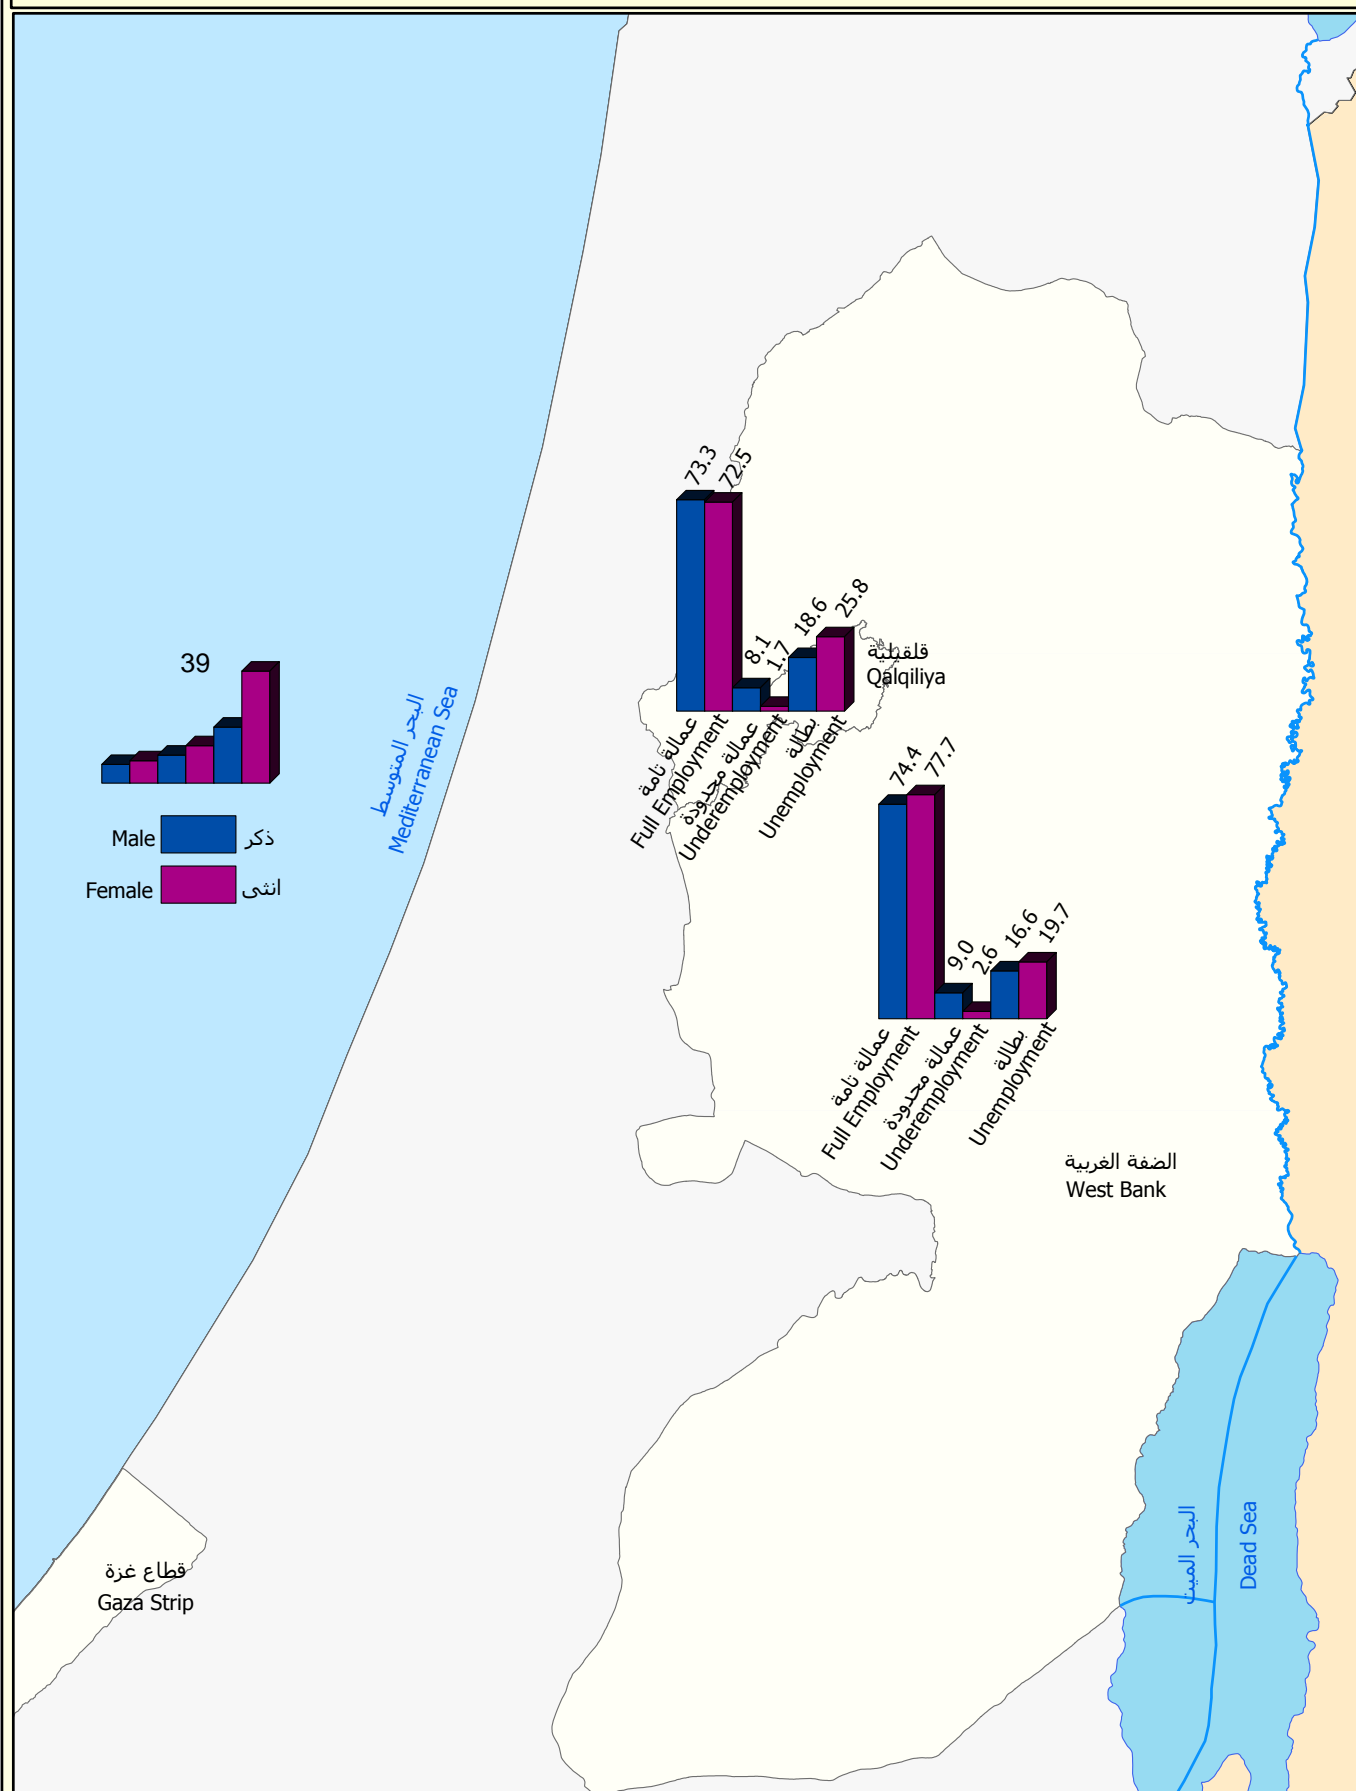 73.3
72.5
8.1
1.7
18.6
25.8
قلقيلية
Qalqiliya
عمالة تامة
Full Employment
عمالة محدودة
Underemployment
بطالة
Unemployment
39
Male
ذكر
Female
انثى
البحر المتوسط
Mediterranean Sea
74.4
77.7
9.0
2.6
16.6
19.7
عمالة تامة
Full Employment
عمالة محدودة
Underemployment
بطالة
Unemployment
الضفة الغربية
West Bank
البحر الميت
Dead Sea
قطاع غزة
Gaza Strip